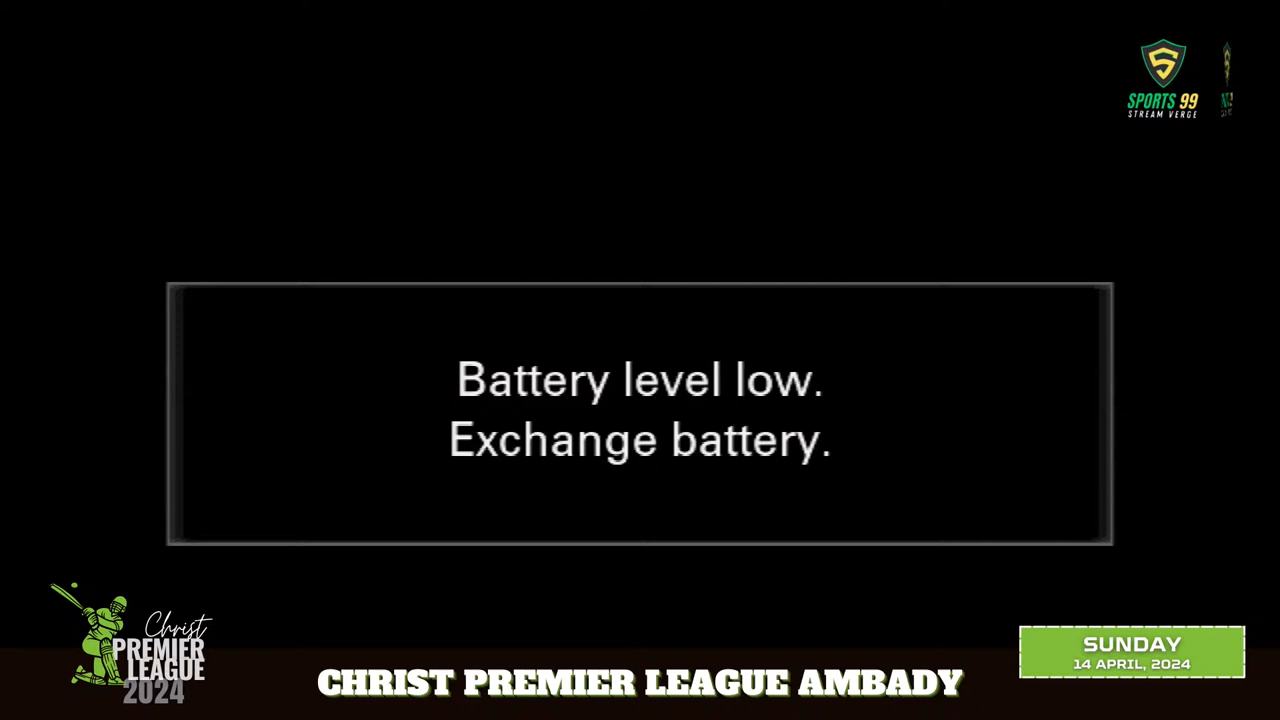 SPORTS 99
STREAM VERGE
Battery level low.
Exchange battery.
Christ
PREMIER
LEAGUE
2024
CHRIST PREMIER LEAGUE AMBADY
SUNDAY
14 APRIL, 2024